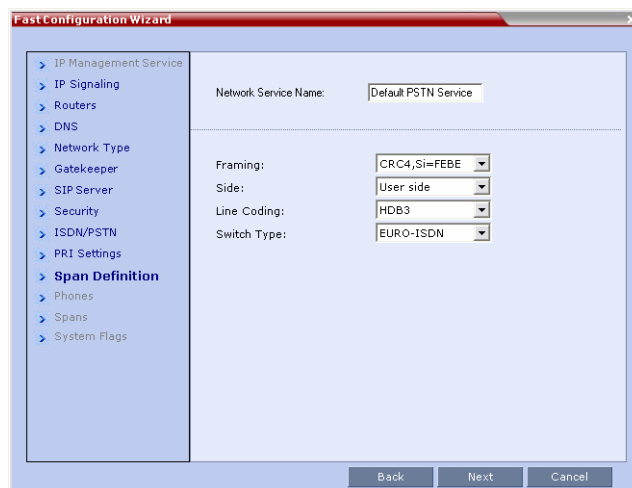 Fast Configuration Wizard
IP Management Service
IP Signaling
Routers
DNS
Network Type
Gatekeeper
SIP Server
Security
ISDN/PSTN
PRI Settings
Span Definition
Phones
Spans
System Flags
Network Service Name: Default PSTN Service
Framing: CRC4,Si=FEBE
Side: User side
Line Coding: HDB3
Switch Type: EURO-ISDN
Back Next Cancel